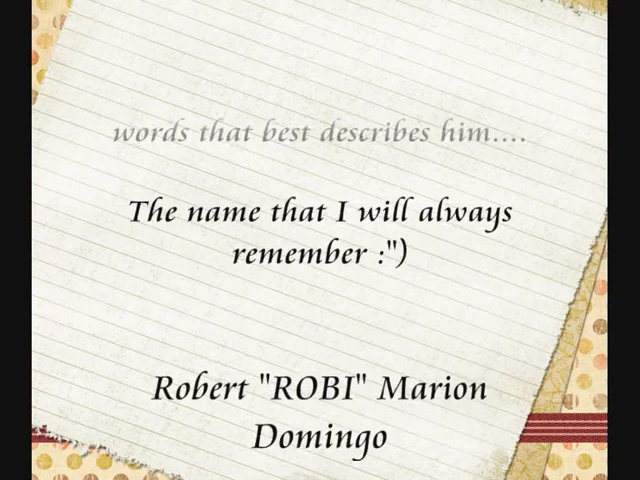 words that best describes him....
The name that I will always
remember :")
Robert "ROBI" Marion
Domingo